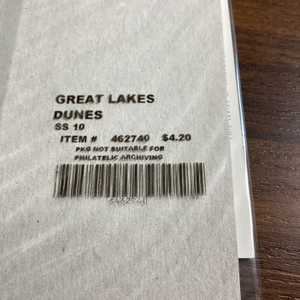 GREAT LAKES
DUNES
SS 10
ITEM # 462740 $4.20
PKG NOT SUITABLE FOR
PHILATELIC ARCHIVING